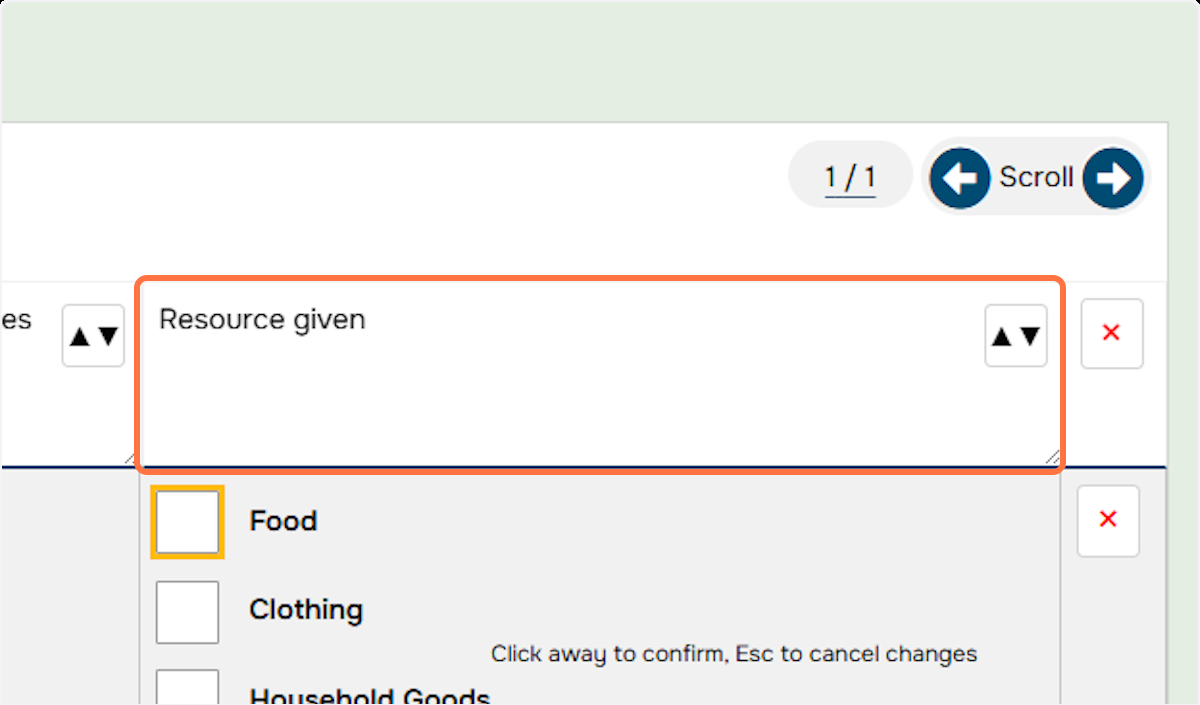 1 / 1
Scroll
es
▲▼
Resource given
▲▼
×
Food
×
Clothing
Click away to confirm, Esc to cancel changes
Household Goods